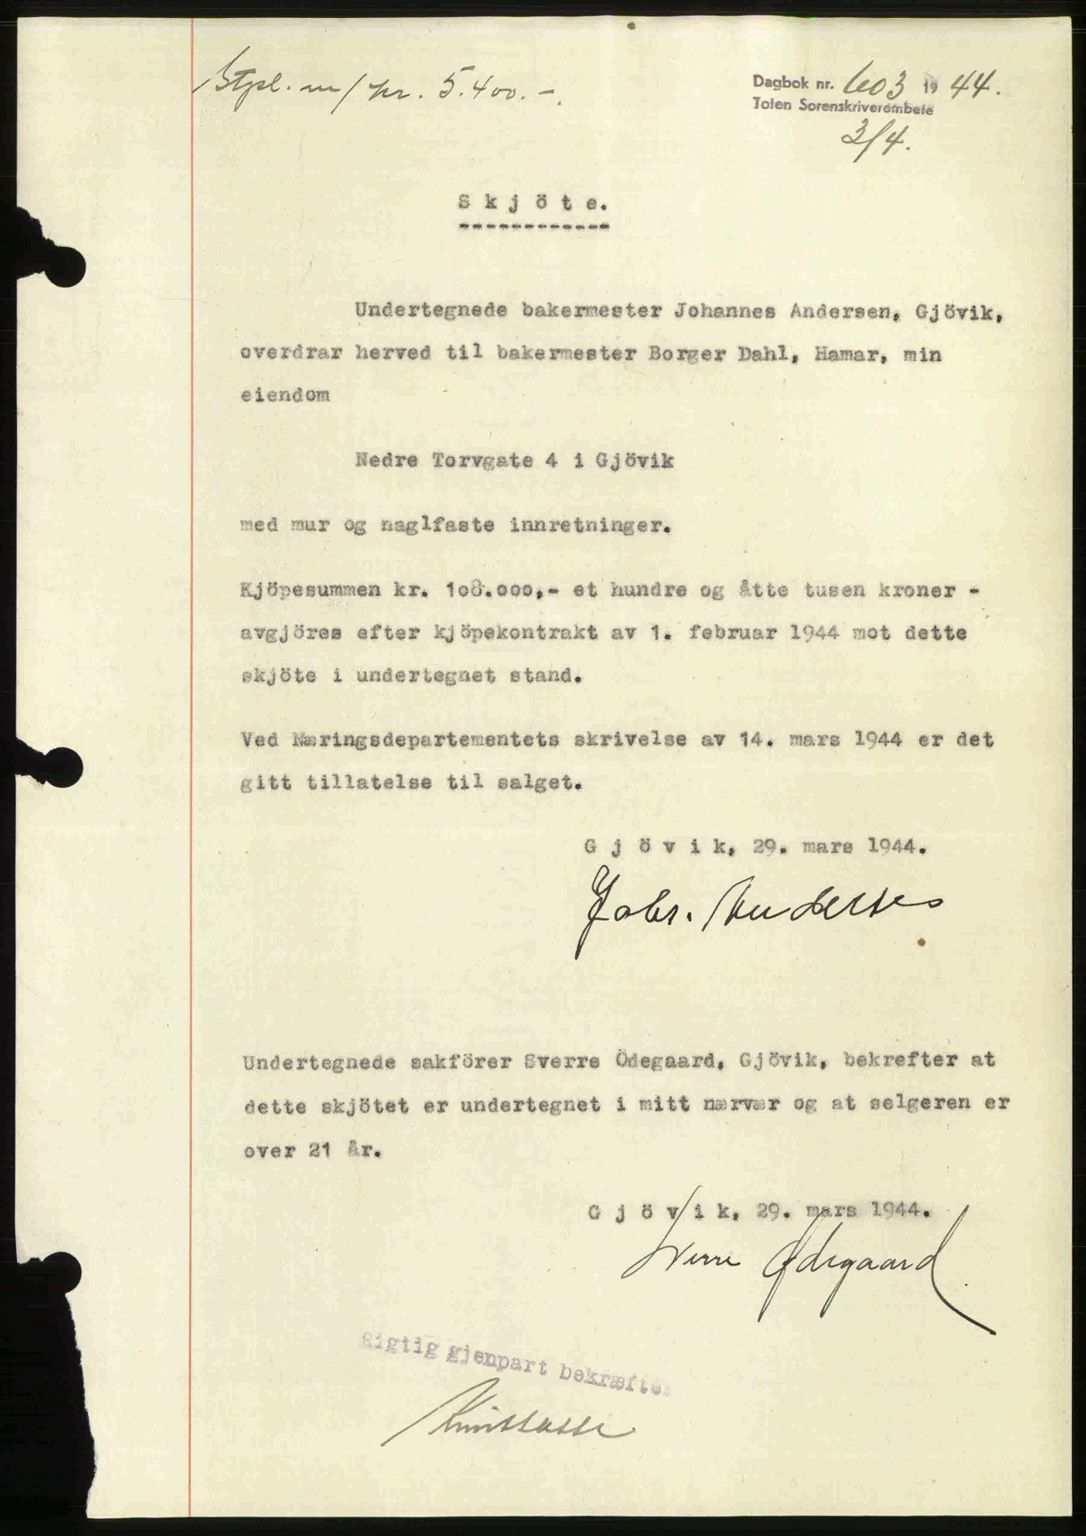 Stpl. m/ kr. 5.400.-.
Dagbok nr. 603 1944.
Toten Sorenskriverembete
3/4.
Skjöte.
Undertegnede bakermester Johannes Andersen, Gjövik,
overdrar herved til bakermester Borger Dahl, Hamar, min
eiendom
Nedre Torvgate 4 i Gjövik
med mur og naglfaste innretninger.
Kjöpesummen kr. 108.000,- et hundre og åtte tusen kroner -
avgjöres efter kjöpekontrakt av 1. februar 1944 mot dette
skjöte i undertegnet stand.
Ved Næringsdepartementets skrivelse av 14. mars 1944 er det
gitt tillatelse til salget.
Gjövik, 29. mars 1944.
Johs. Andersen
Undertegnede sakförer Sverre Ödegaard, Gjövik, bekrefter at
dette skjötet er undertegnet i mitt nærvær og at selgeren er
over 21 år.
Gjövik, 29. mars 1944.
Sverre Ødegaard
Rigtig gjenpart bekræftes